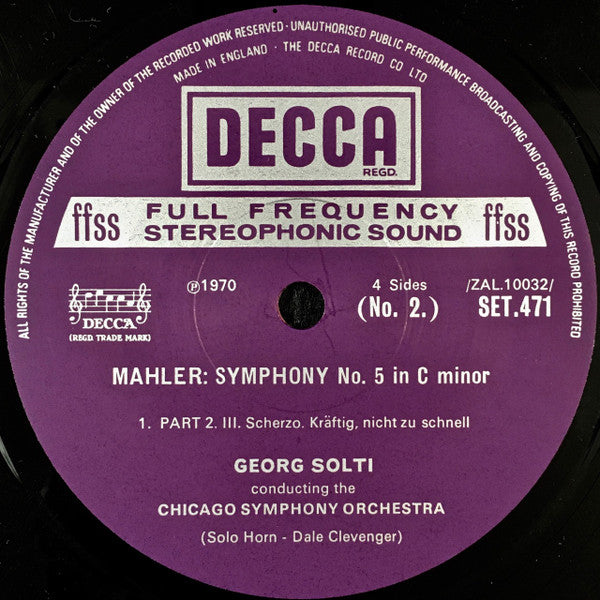 ALL RIGHTS OF THE MANUFACTURER AND OF THE OWNER OF THE RECORDED WORK RESERVED · UNAUTHORISED PUBLIC PERFORMANCE BROADCASTING AND COPYING OF THIS RECORD PROHIBITED
MADE IN ENGLAND · THE DECCA RECORD CO LTD
DECCA
REGD.
ffss FULL FREQUENCY STEREOPHONIC SOUND ffss
℗1970
4 Sides
/ZAL.10032/
(No. 2.)
SET.471
DECCA
(REGD. TRADE MARK)
MAHLER: SYMPHONY No. 5 in C minor
1. PART 2. III. Scherzo. Kräftig, nicht zu schnell
GEORG SOLTI
conducting the
CHICAGO SYMPHONY ORCHESTRA
(Solo Horn - Dale Clevenger)